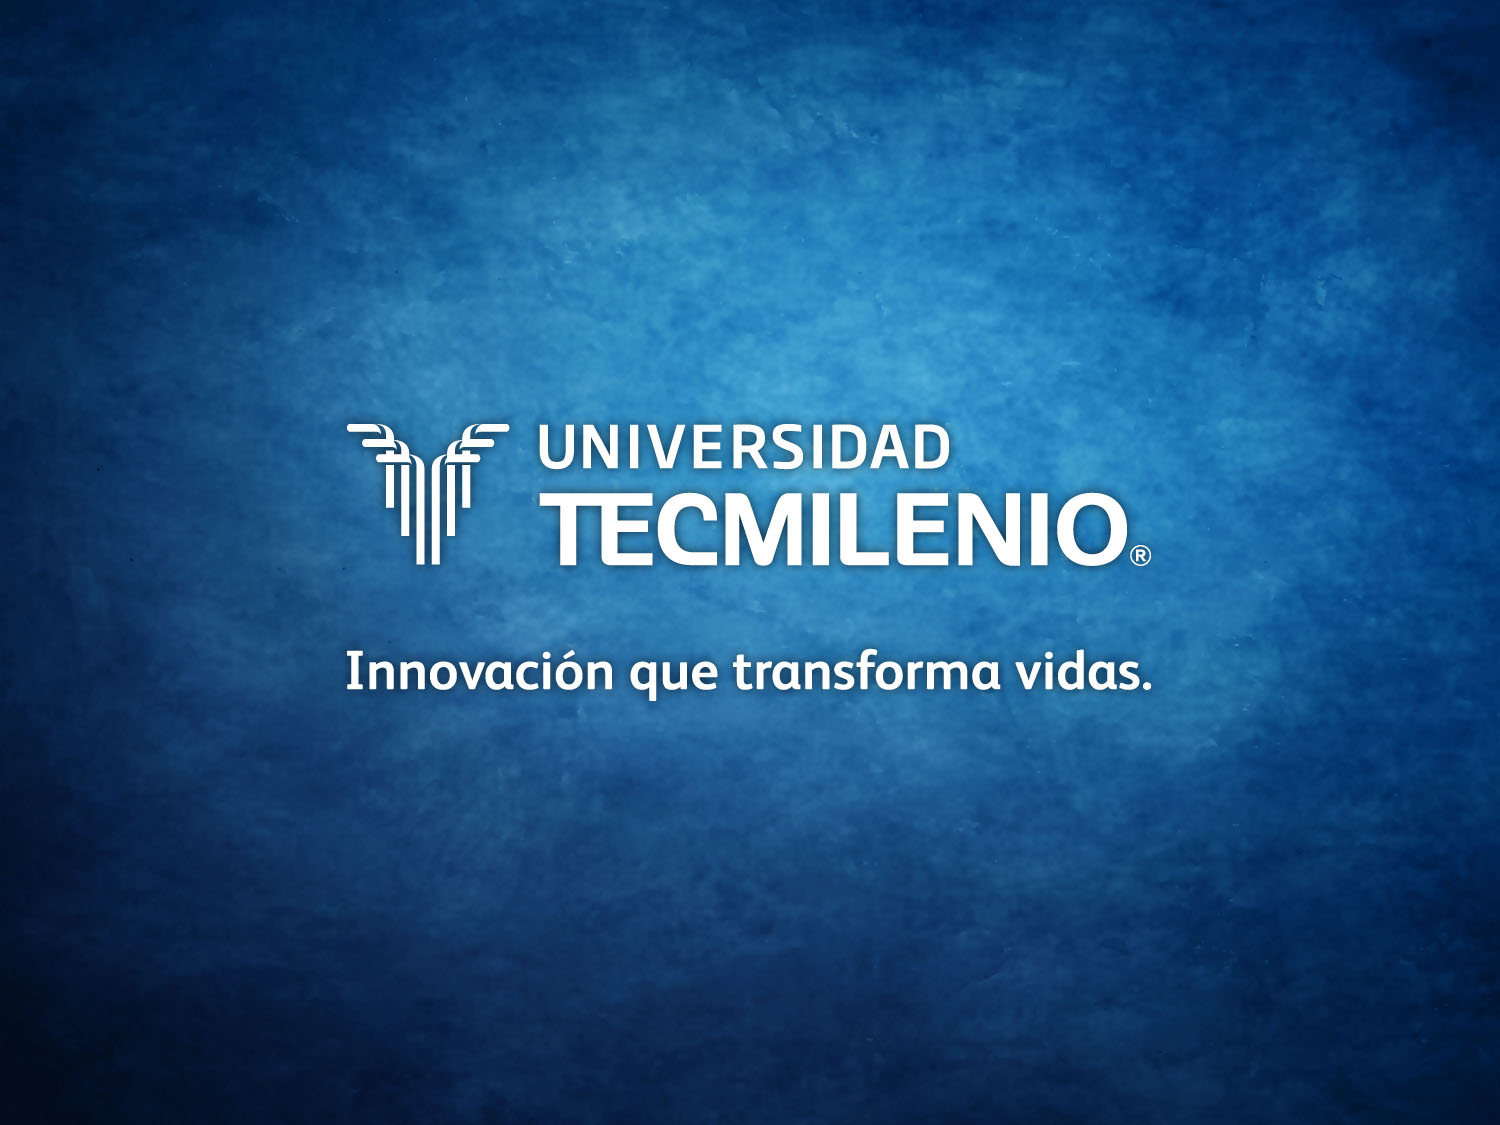 UNIVERSIDAD
TECMILENIO®
Innovación que transforma vidas.